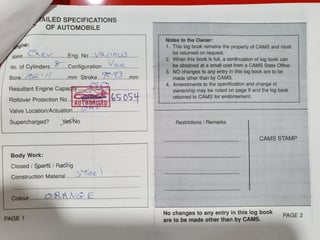 DETAILED SPECIFICATIONS
OF AUTOMOBILE
Engine:
Make Chev Eng. No Various
No. of Cylinders 8 Configuration Vee
Bore mm Stroke mm
Resultant Engine Capacity
Rollover Protection No. 65054
AUTHORISED
Valve Location/Actuation
Supercharged? Yes/No
Body Work:
Closed / Sports / Racing
Construction Material Steel
Colour ORANGE
PAGE 1
Notes to the Owner:
1. This log book remains the property of CAMS and must
be returned on request.
2. When this book is full, a continuation of log book can
be obtained at a small cost from a CAMS State Office.
3. NO changes to any entry in this log book are to be
made other than by CAMS.
4. Amendments to the specification and change of
ownership may be noted on page 8 and the log book
returned to CAMS for endorsement.
Restrictions / Remarks
CAMS STAMP
No changes to any entry in this log book
are to be made other than by CAMS.
PAGE 2